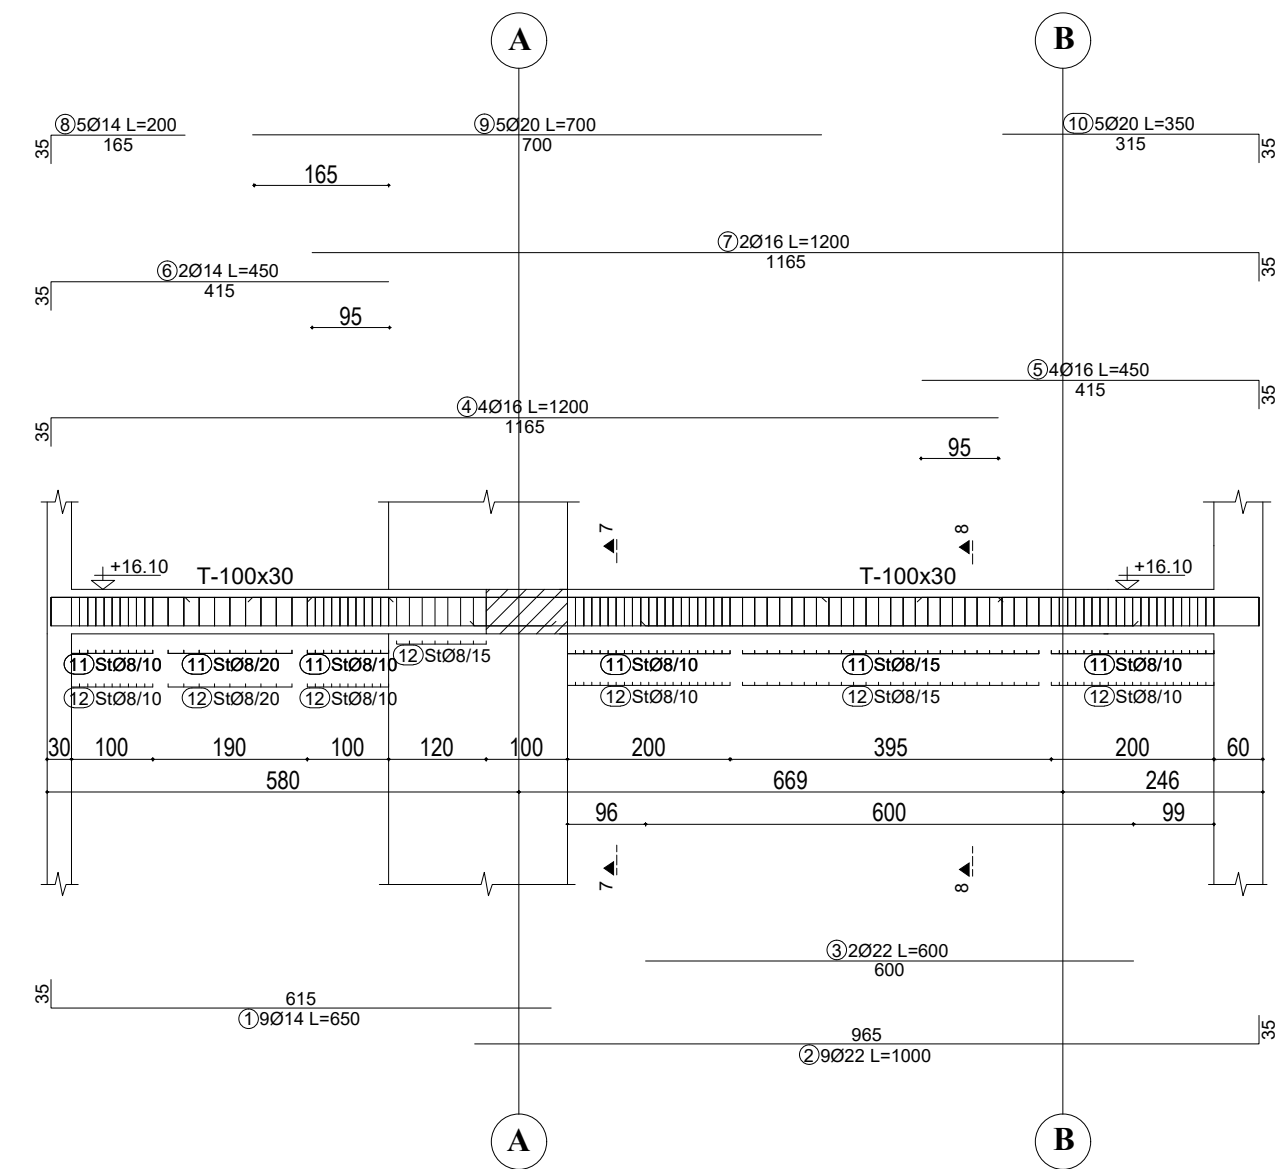 A B
⑧5Ø14 L=200 ⑨5Ø20 L=700 ⑩5Ø20 L=350
35 165 700 315 35
165
⑦2Ø16 L=1200
1165 35
⑥2Ø14 L=450
35 415
95
⑤4Ø16 L=450
415 35
④4Ø16 L=1200
35 1165
95
7 8
+16.10 T-100x30 T-100x30 +16.10
⑫StØ8/15
⑪StØ8/10 ⑪StØ8/20 ⑪StØ8/10 ⑪StØ8/10 ⑪StØ8/15 ⑪StØ8/10
⑫StØ8/10 ⑫StØ8/20 ⑫StØ8/10 ⑫StØ8/10 ⑫StØ8/15 ⑫StØ8/10
30 100 190 100 120 100 200 395 200 60
580 669 246
96 600 99
7 8
③2Ø22 L=600
600
35 615
①9Ø14 L=650
965 35
②9Ø22 L=1000
A B